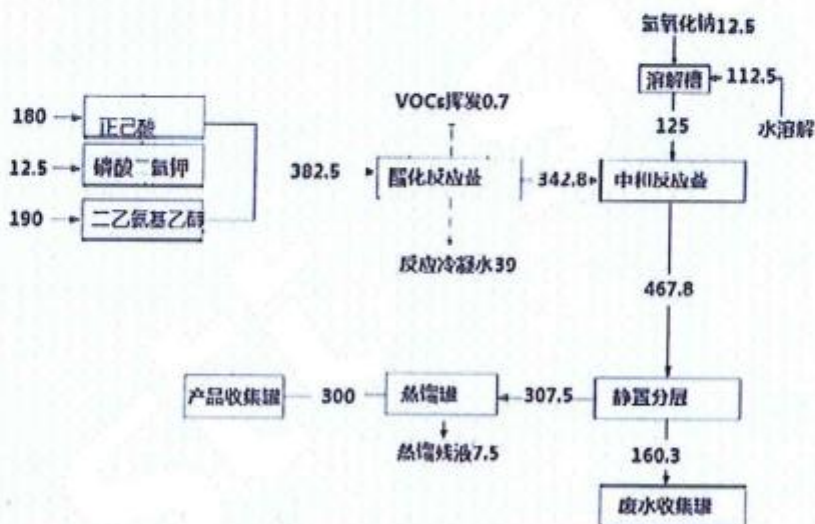 氢氧化钠12.5
溶解槽
112.5
水溶解
125
VOCs挥发0.7
180
正己酸
12.5
磷酸二氢钾
190
二乙氨基乙醇
382.5
酯化反应釜
342.8
中和反应釜
反应冷凝水39
467.8
产品收集罐
300
蒸馏罐
307.5
静置分层
蒸馏残液7.5
160.3
废水收集罐